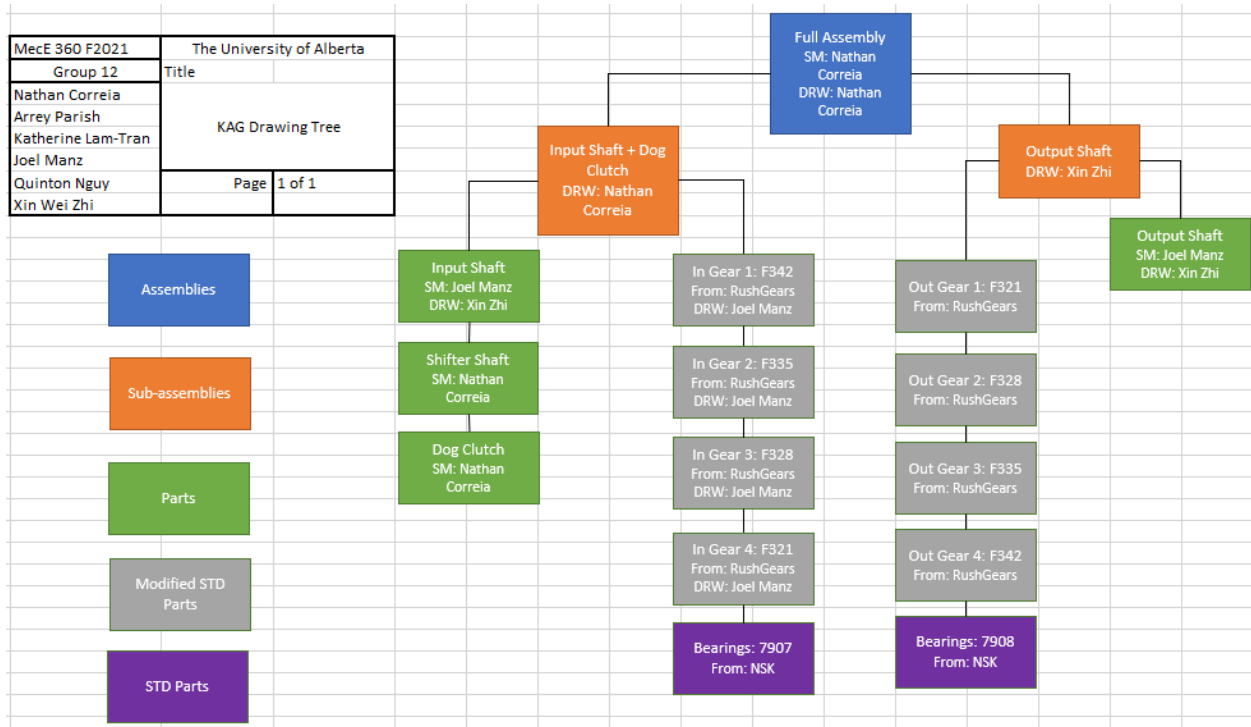 MecE 360 F2021
The University of Alberta
Group 12
Title
Nathan Correia
Arrey Parish
Katherine Lam-Tran
Joel Manz
Quinton Nguy
Xin Wei Zhi
KAG Drawing Tree
Page 1 of 1
Full Assembly
SM: Nathan
Correia
DRW: Nathan
Correia
Input Shaft + Dog
Clutch
DRW: Nathan
Correia
Output Shaft
DRW: Xin Zhi
Output Shaft
SM: Joel Manz
DRW: Xin Zhi
Assemblies
Sub-assemblies
Parts
Modified STD
Parts
STD Parts
Input Shaft
SM: Joel Manz
DRW: Xin Zhi
Shifter Shaft
SM: Nathan
Correia
Dog Clutch
SM: Nathan
Correia
In Gear 1: F342
From: RushGears
DRW: Joel Manz
In Gear 2: F335
From: RushGears
DRW: Joel Manz
In Gear 3: F328
From: RushGears
DRW: Joel Manz
In Gear 4: F321
From: RushGears
DRW: Joel Manz
Bearings: 7907
From: NSK
Out Gear 1: F321
From: RushGears
Out Gear 2: F328
From: RushGears
Out Gear 3: F335
From: RushGears
Out Gear 4: F342
From: RushGears
Bearings: 7908
From: NSK